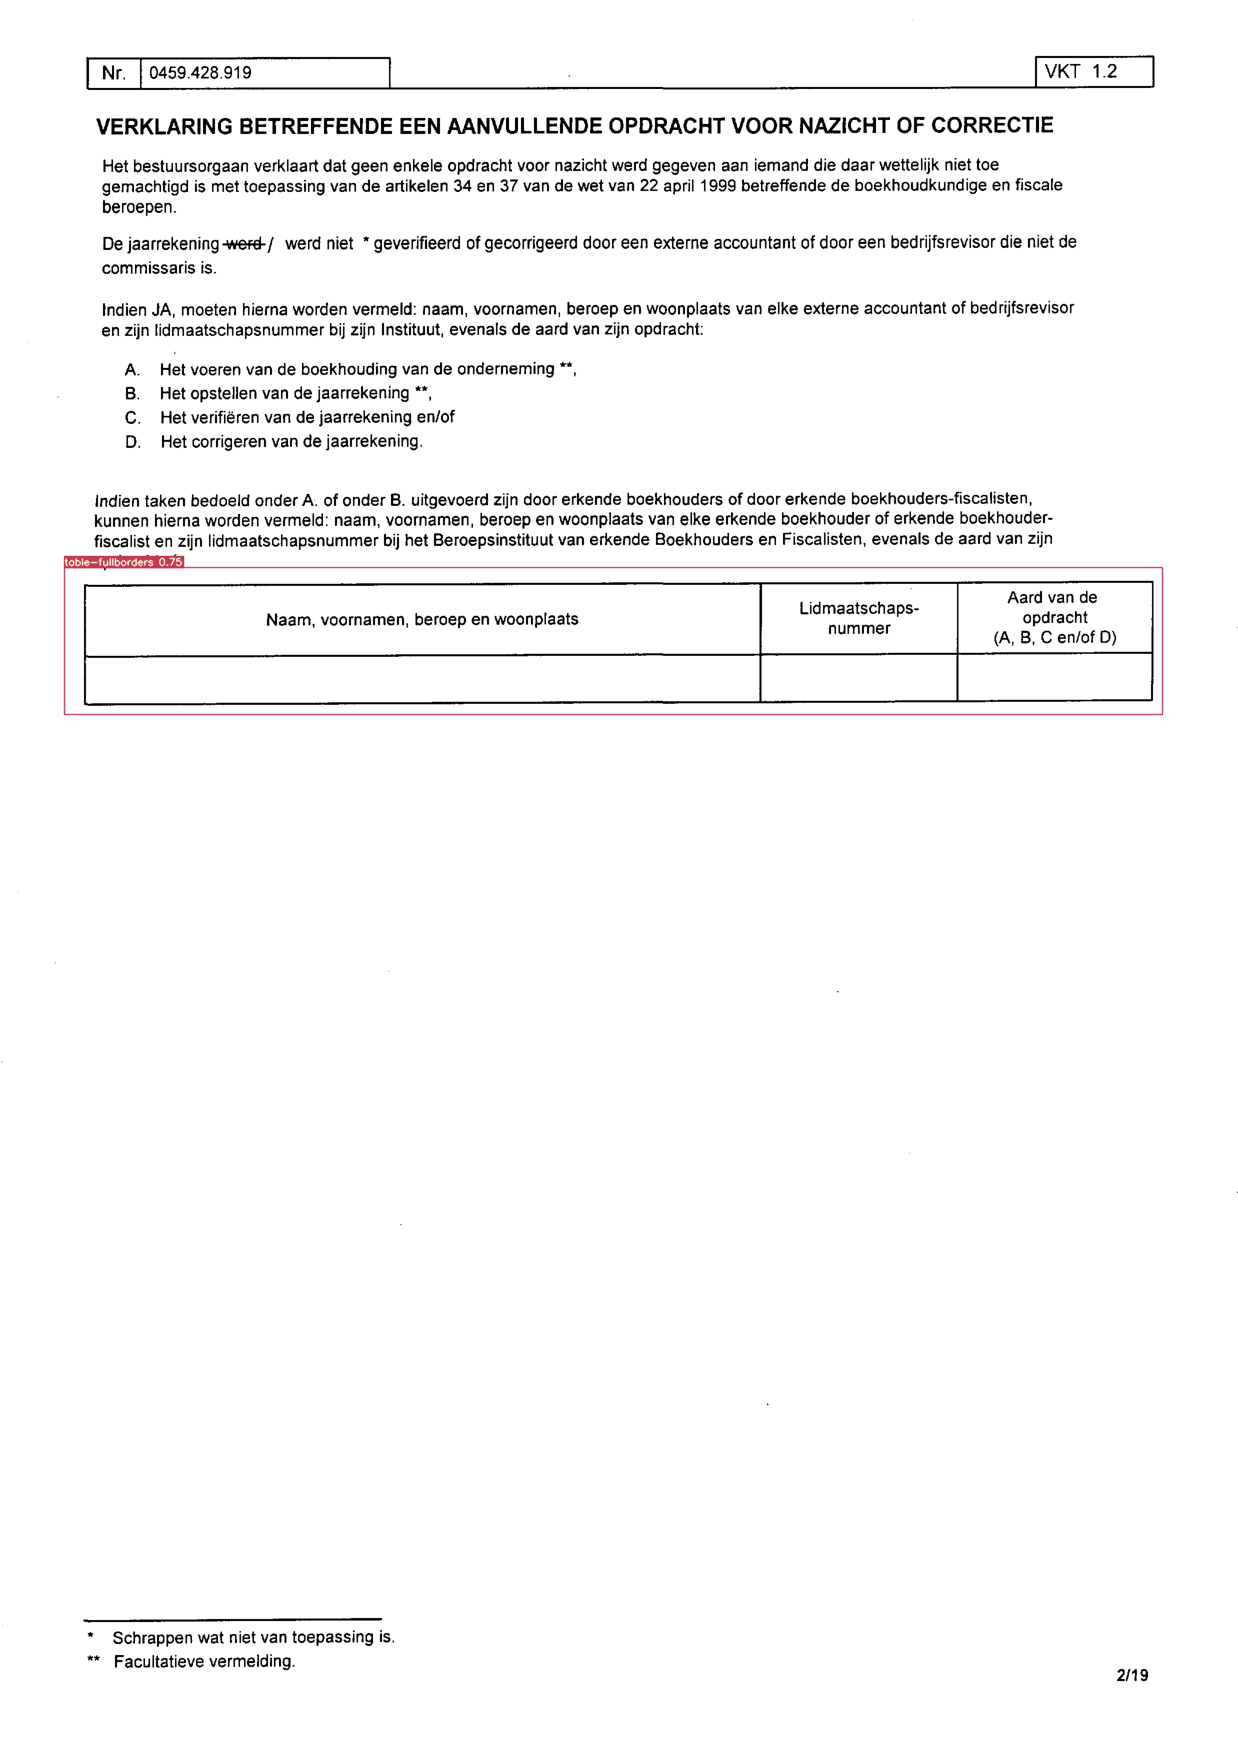 Nr. 0459.428.919 VKT 1.2
VERKLARING BETREFFENDE EEN AANVULLENDE OPDRACHT VOOR NAZICHT OF CORRECTIE
Het bestuursorgaan verklaart dat geen enkele opdracht voor nazicht werd gegeven aan iemand die daar wettelijk niet toe
gemachtigd is met toepassing van de artikelen 34 en 37 van de wet van 22 april 1999 betreffende de boekhoudkundige en fiscale
beroepen.
De jaarrekening werd / werd niet * geverifieerd of gecorrigeerd door een externe accountant of door een bedrijfsrevisor die niet de
commissaris is.
Indien JA, moeten hierna worden vermeld: naam, voornamen, beroep en woonplaats van elke externe accountant of bedrijfsrevisor
en zijn lidmaatschapsnummer bij zijn Instituut, evenals de aard van zijn opdracht:
A. Het voeren van de boekhouding van de onderneming **,
B. Het opstellen van de jaarrekening **,
C. Het verifiëren van de jaarrekening en/of
D. Het corrigeren van de jaarrekening.
Indien taken bedoeld onder A. of onder B. uitgevoerd zijn door erkende boekhouders of door erkende boekhouders-fiscalisten,
kunnen hierna worden vermeld: naam, voornamen, beroep en woonplaats van elke erkende boekhouder of erkende boekhouder-
fiscalist en zijn lidmaatschapsnummer bij het Beroepsinstituut van erkende Boekhouders en Fiscalisten, evenals de aard van zijn
table-fullborders 0.75
Naam, voornamen, beroep en woonplaats
Lidmaatschaps-
nummer
Aard van de
opdracht
(A, B, C en/of D)
* Schrappen wat niet van toepassing is.
** Facultatieve vermelding.
2/19